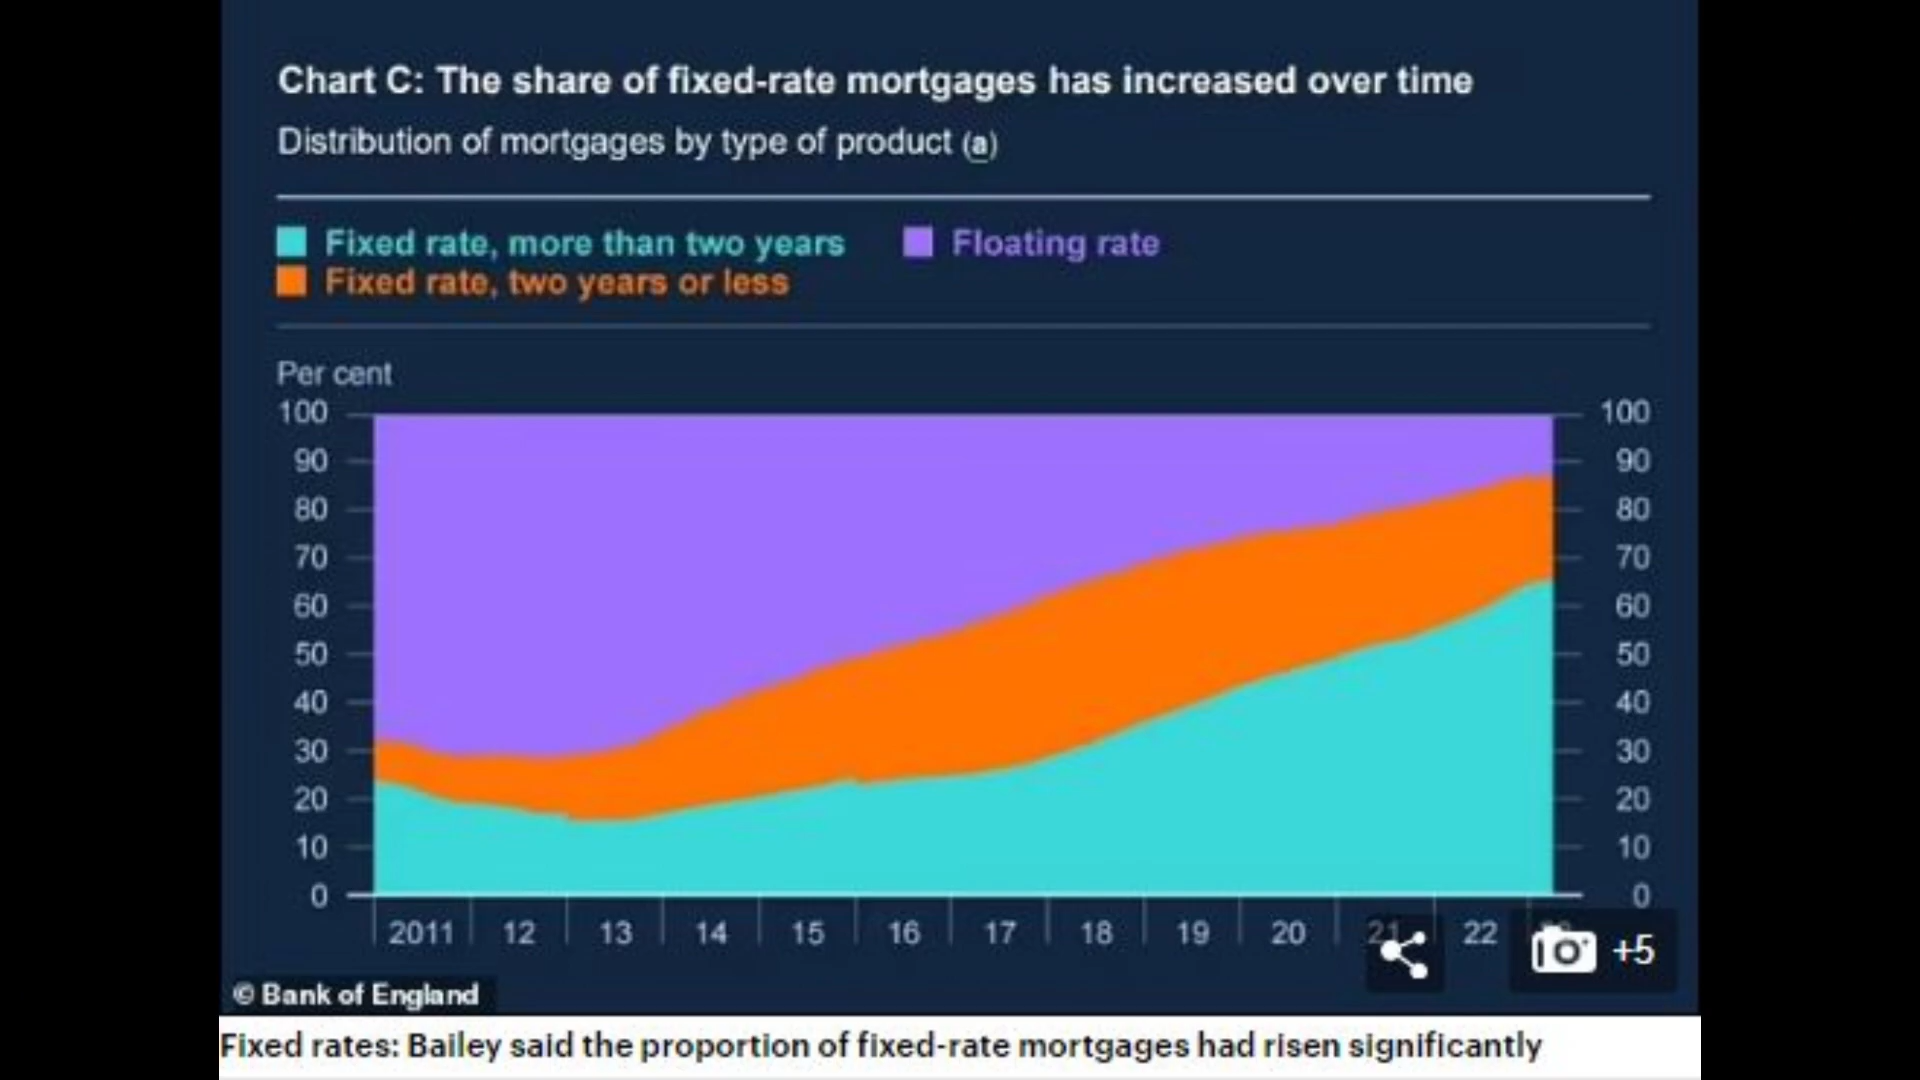 Chart C: The share of fixed-rate mortgages has increased over time
Distribution of mortgages by type of product (a)
Fixed rate, more than two years Floating rate
Fixed rate, two years or less
Per cent
100 100
90 90
80 80
70 70
60 60
50 50
40 40
30 30
20 20
10 10
0 0
2011 12 13 14 15 16 17 18 19 20 21 22
+5
© Bank of England
Fixed rates: Bailey said the proportion of fixed-rate mortgages had risen significantly